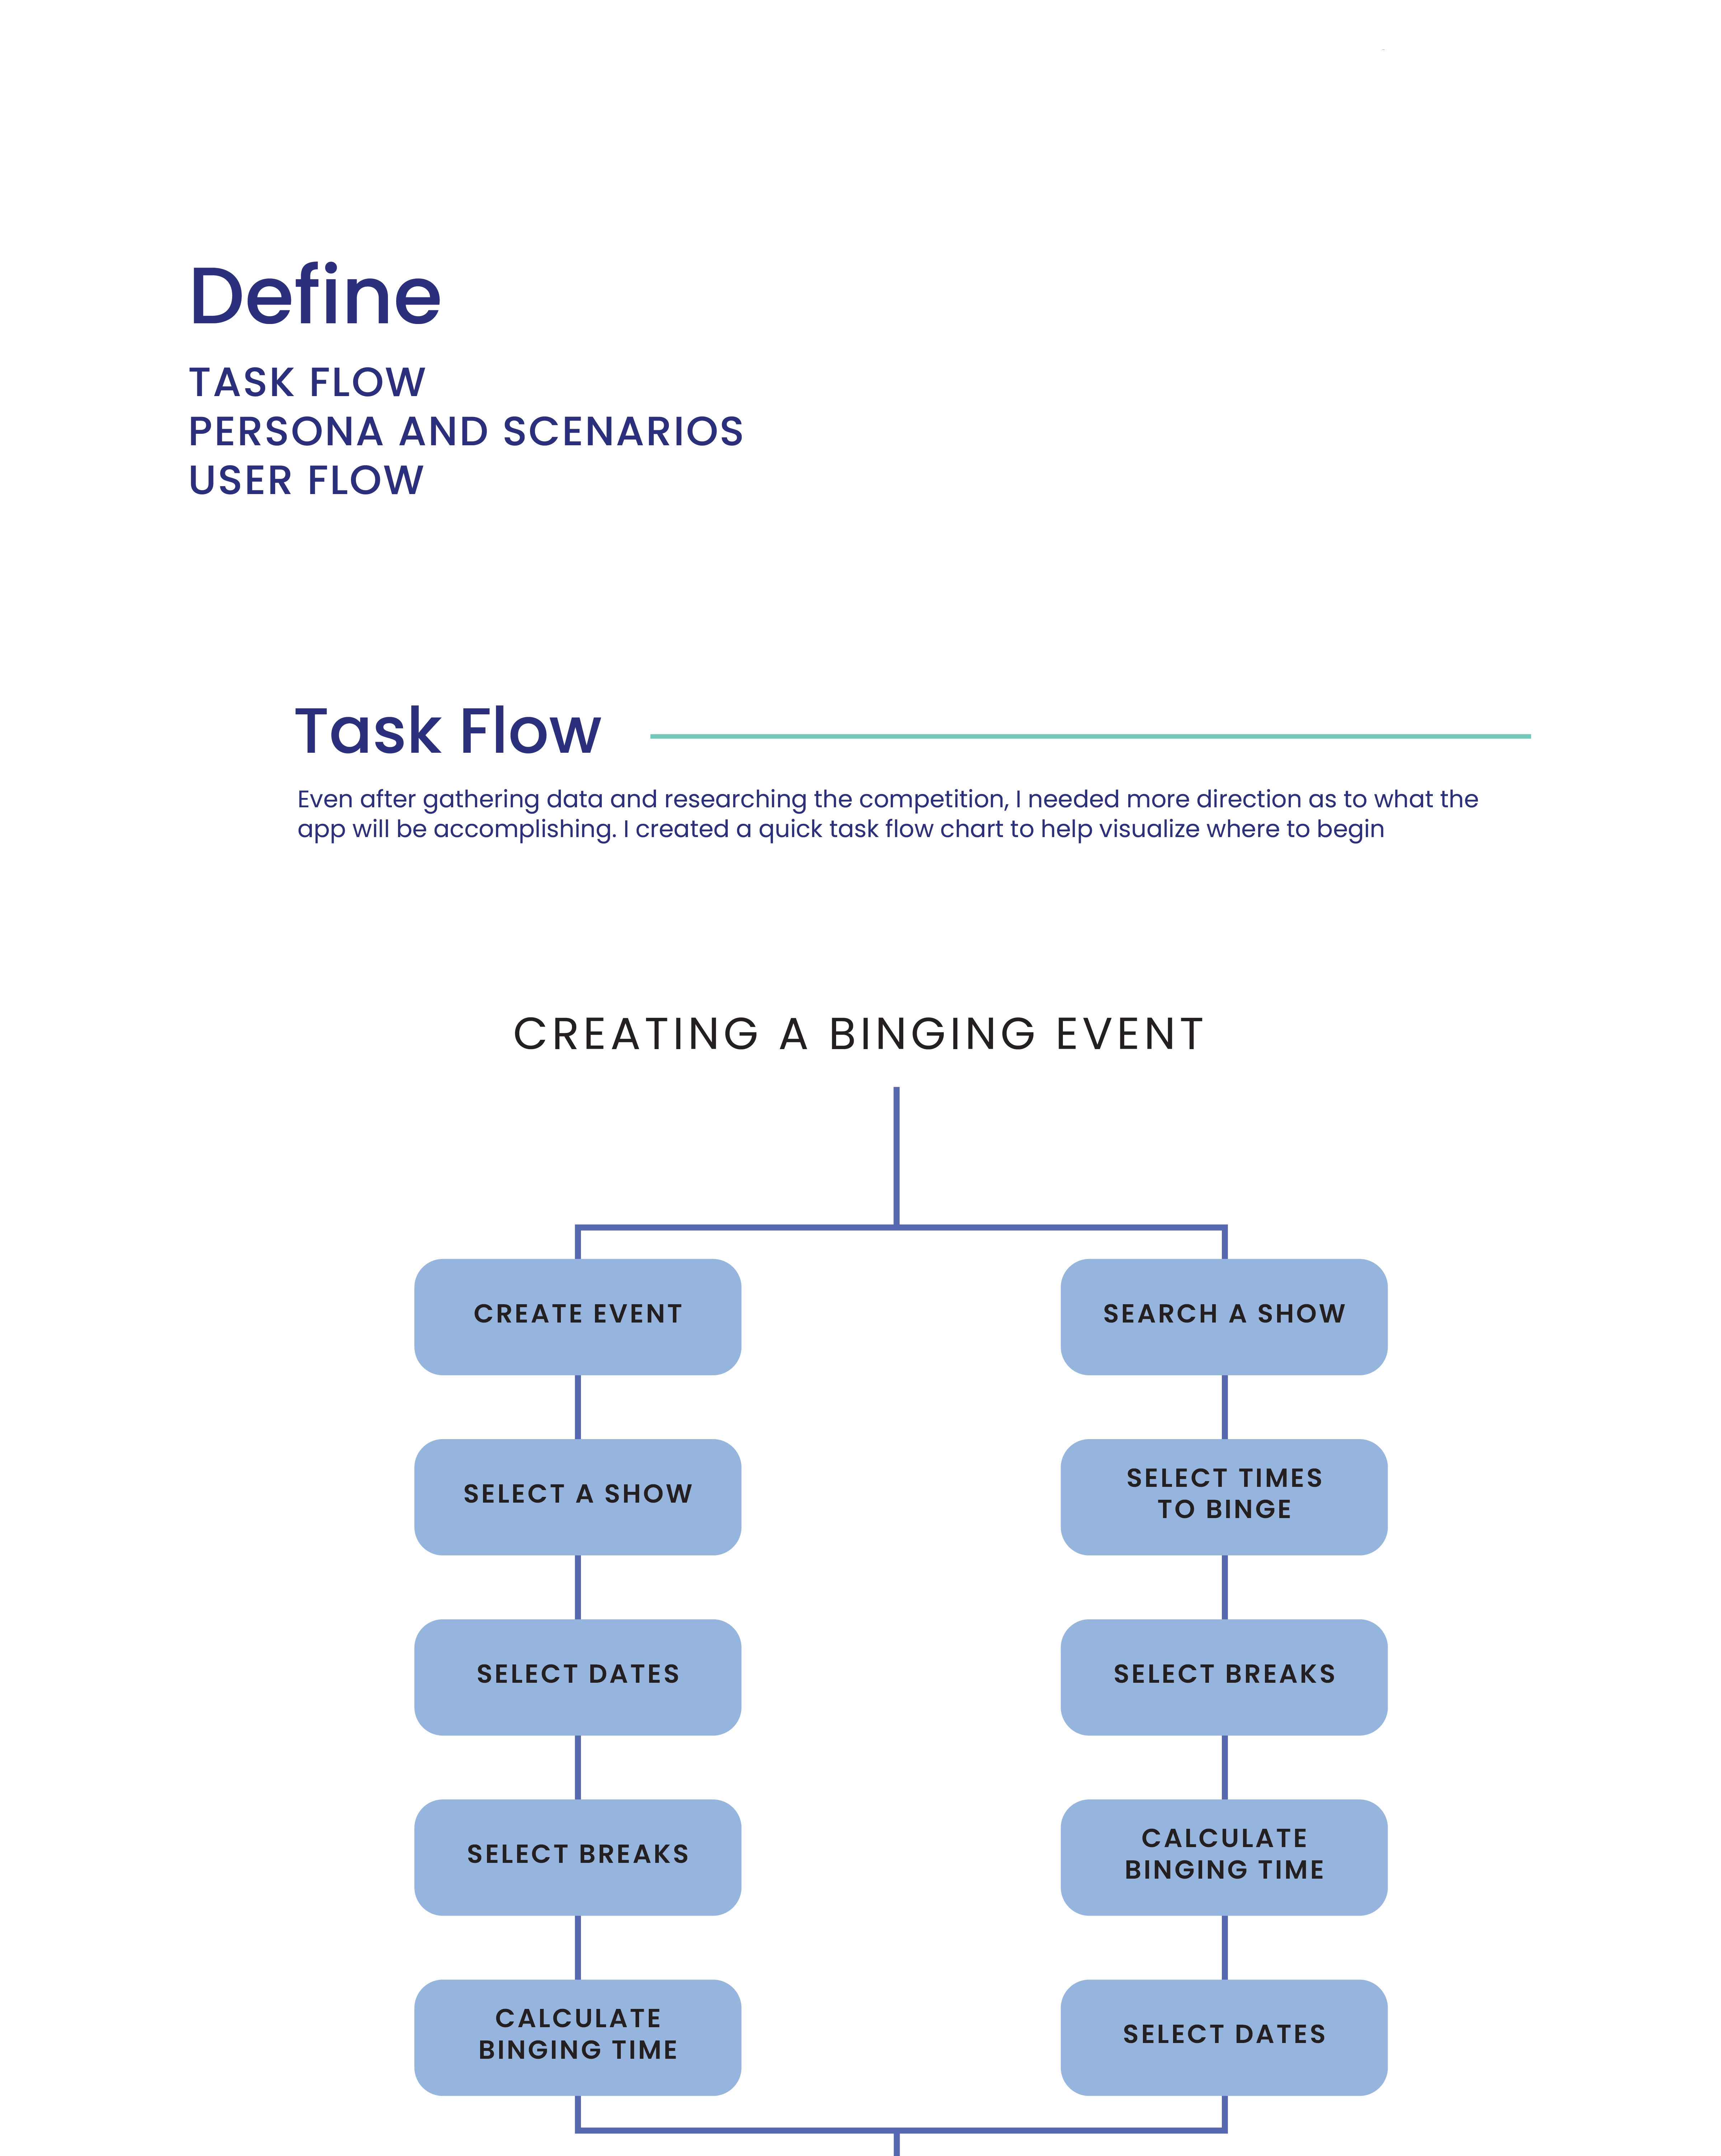 Define
TASK FLOW
PERSONA AND SCENARIOS
USER FLOW
Task Flow
Even after gathering data and researching the competition, I needed more direction as to what the
app will be accomplishing. I created a quick task flow chart to help visualize where to begin
CREATING A BINGING EVENT
CREATE EVENT
SELECT A SHOW
SELECT DATES
SELECT BREAKS
CALCULATE
BINGING TIME
SEARCH A SHOW
SELECT TIMES
TO BINGE
SELECT BREAKS
CALCULATE
BINGING TIME
SELECT DATES